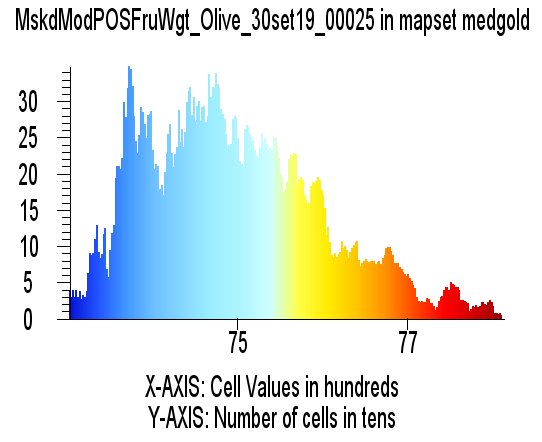 MskdModPOSFruWgt_Olive_30set19_00025 in mapset medgold
30
25
20
15
10
5
0
75 77
X-AXIS: Cell Values in hundreds
Y-AXIS: Number of cells in tens